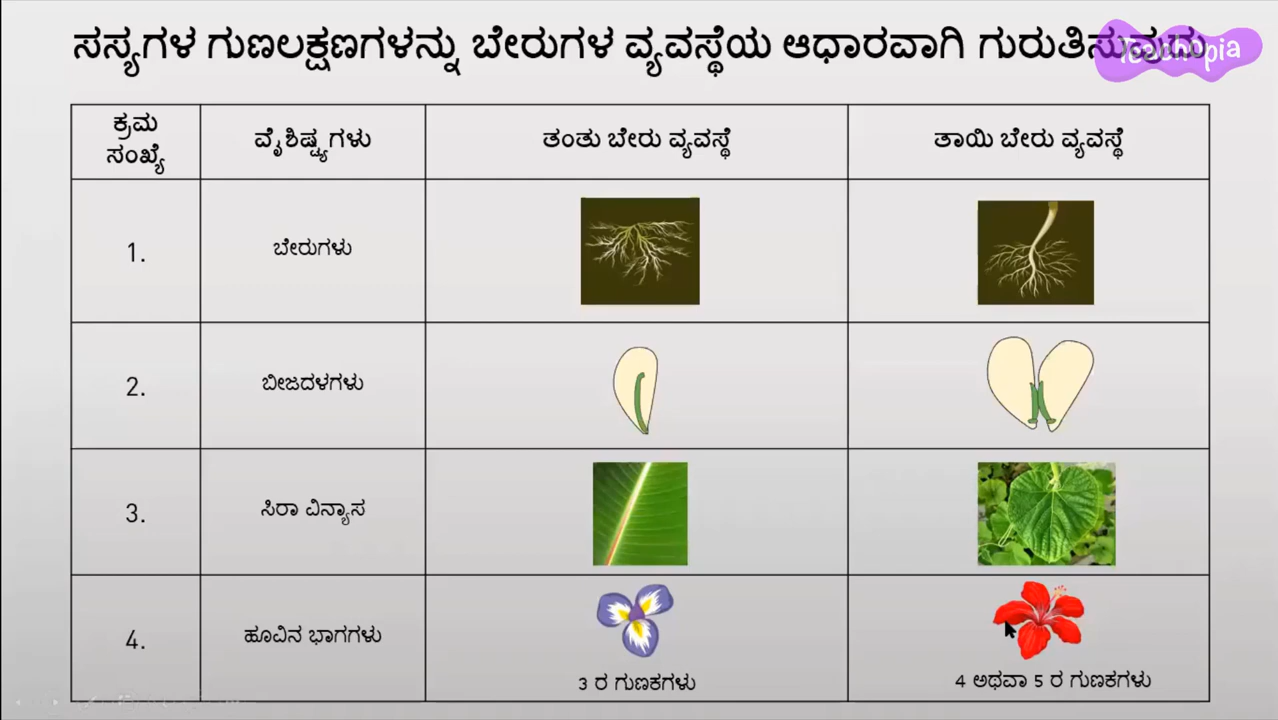 ಸಸ್ಯಗಳ ಗುಣಲಕ್ಷಣಗಳನ್ನು ಬೇರುಗಳ ವ್ಯವಸ್ಥೆಯ ಆಧಾರವಾಗಿ ಗುರುತಿಸುವುದು
Teachopia
ಕ್ರಮ
ಸಂಖ್ಯೆ
ವೈಶಿಷ್ಟ್ಯಗಳು
ತಂತು ಬೇರು ವ್ಯವಸ್ಥೆ
ತಾಯಿ ಬೇರು ವ್ಯವಸ್ಥೆ
1.
ಬೇರುಗಳು
2.
ಬೀಜದಳಗಳು
3.
ಸಿರಾ ವಿನ್ಯಾಸ
4.
ಹೂವಿನ ಭಾಗಗಳು
3 ರ ಗುಣಕಗಳು
4 ಅಥವಾ 5 ರ ಗುಣಕಗಳು